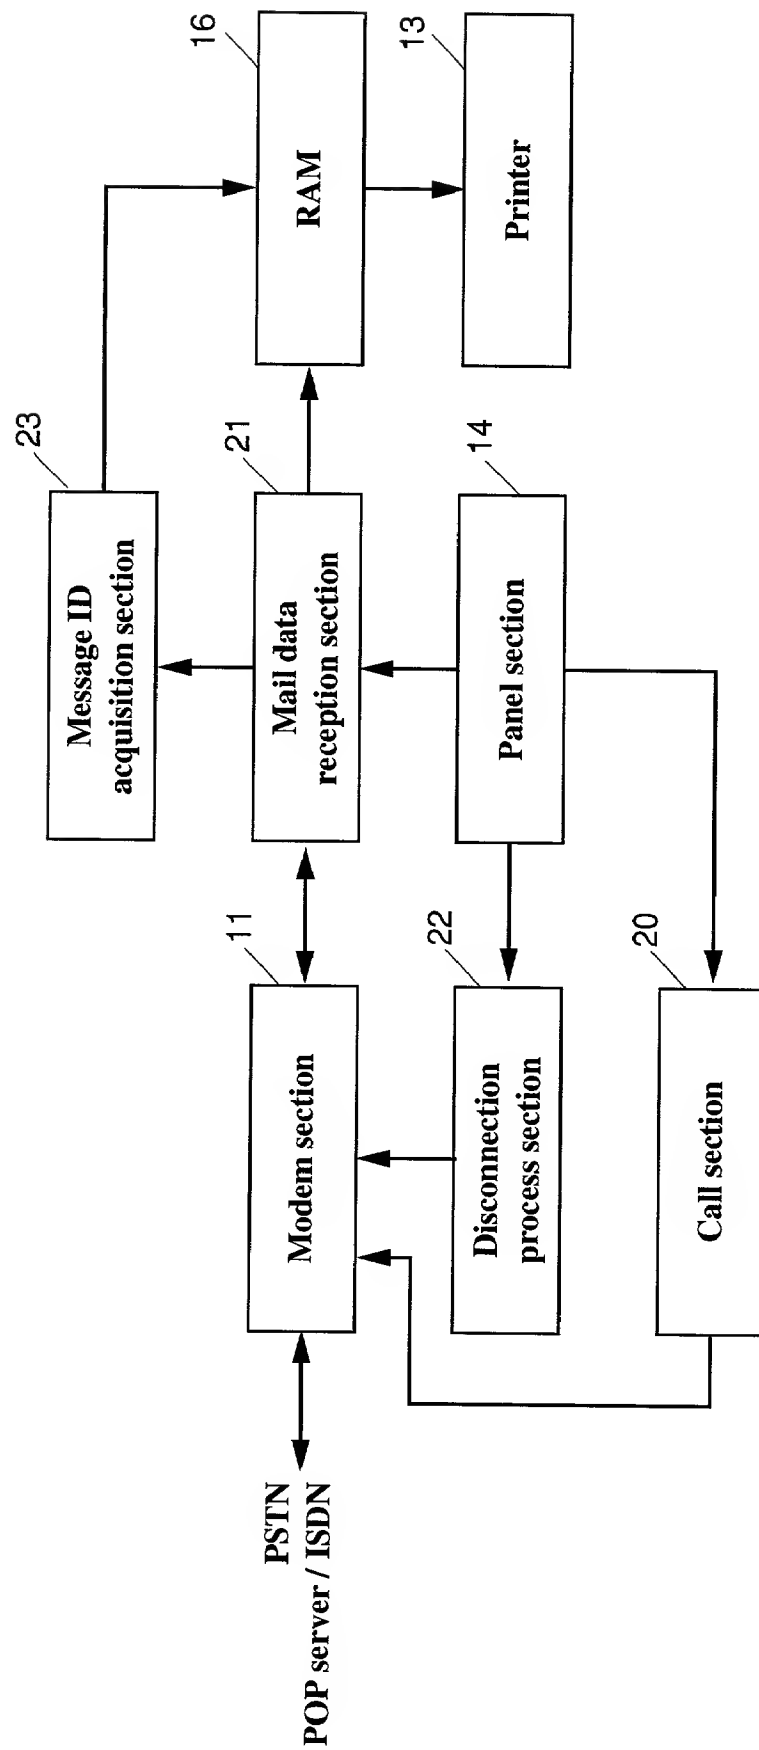 PSTN
POP server / ISDN
11
Modem section
22
Disconnection
process section
20
Call section
23
Message ID
acquisition section
21
Mail data
reception section
14
Panel section
16
RAM
13
Printer